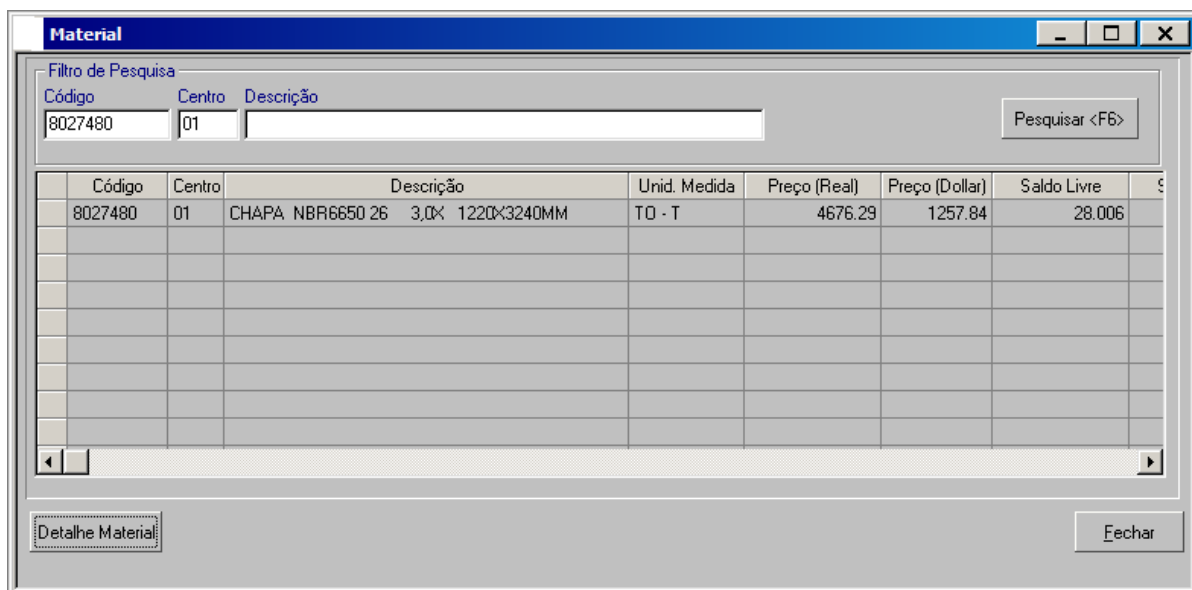 Material
Filtro de Pesquisa
Código Centro Descrição
8027480 01 Pesquisar <F6>
Código Centro Descrição Unid. Medida Preço (Real) Preço (Dollar) Saldo Livre
8027480 01 CHAPA NBR6650 26 3,0X 1220X3240MM TO - T 4676.29 1257.84 28.006
Detalhe Material Fechar